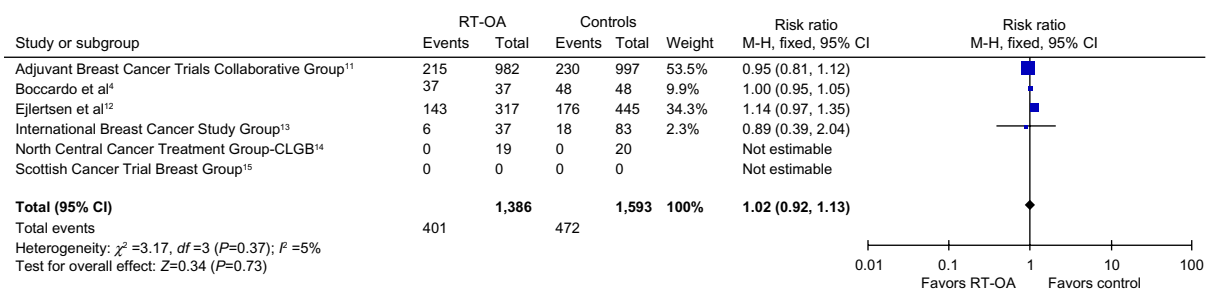 RT-OA Controls Risk ratio Risk ratio
Study or subgroup Events Total Events Total Weight M-H, fixed, 95% CI M-H, fixed, 95% CI
Adjuvant Breast Cancer Trials Collaborative Group¹¹ 215 982 230 997 53.5% 0.95 (0.81, 1.12)
Boccardo et al⁴ 37 37 48 48 9.9% 1.00 (0.95, 1.05)
Ejlertsen et al¹² 143 317 176 445 34.3% 1.14 (0.97, 1.35)
International Breast Cancer Study Group¹³ 6 37 18 83 2.3% 0.89 (0.39, 2.04)
North Central Cancer Treatment Group-CLGB¹⁴ 0 19 0 20 Not estimable
Scottish Cancer Trial Breast Group¹⁵ 0 0 0 0 Not estimable
Total (95% CI) 1,386 1,593 100% 1.02 (0.92, 1.13)
Total events 401 472
Heterogeneity: χ² =3.17, df =3 (P=0.37); I² =5%
Test for overall effect: Z=0.34 (P=0.73)
0.01 0.1 1 10 100
Favors RT-OA Favors control